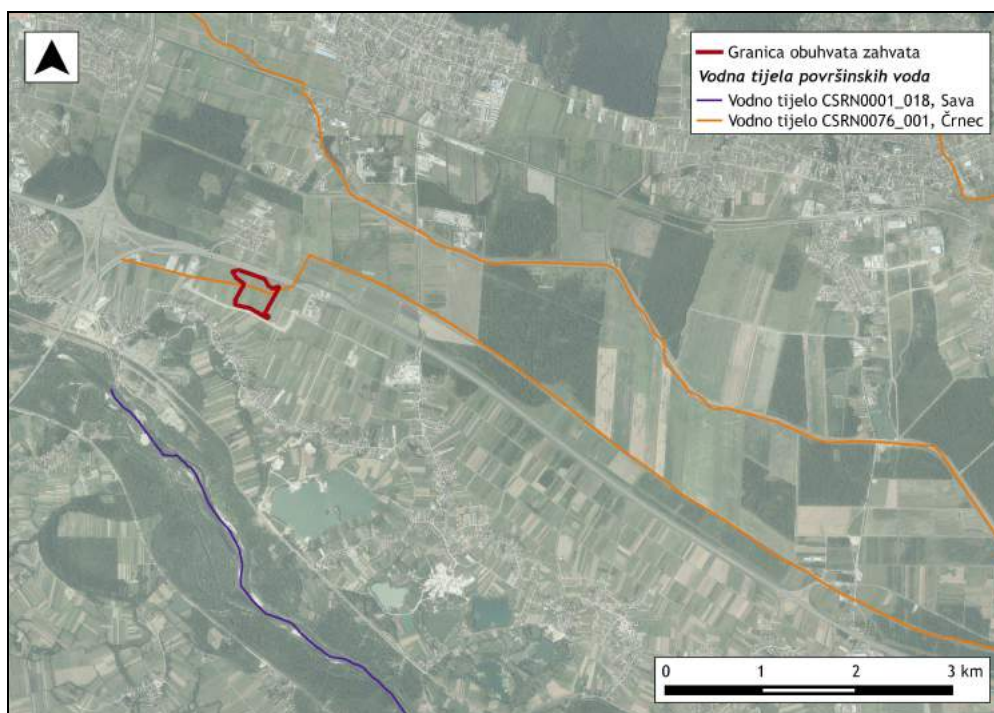 Granica obuhvata zahvata
Vodna tijela površinskih voda
Vodno tijelo CSRN0001_018, Sava
Vodno tijelo CSRN0076_001, Črnec
0 1 2 3 km